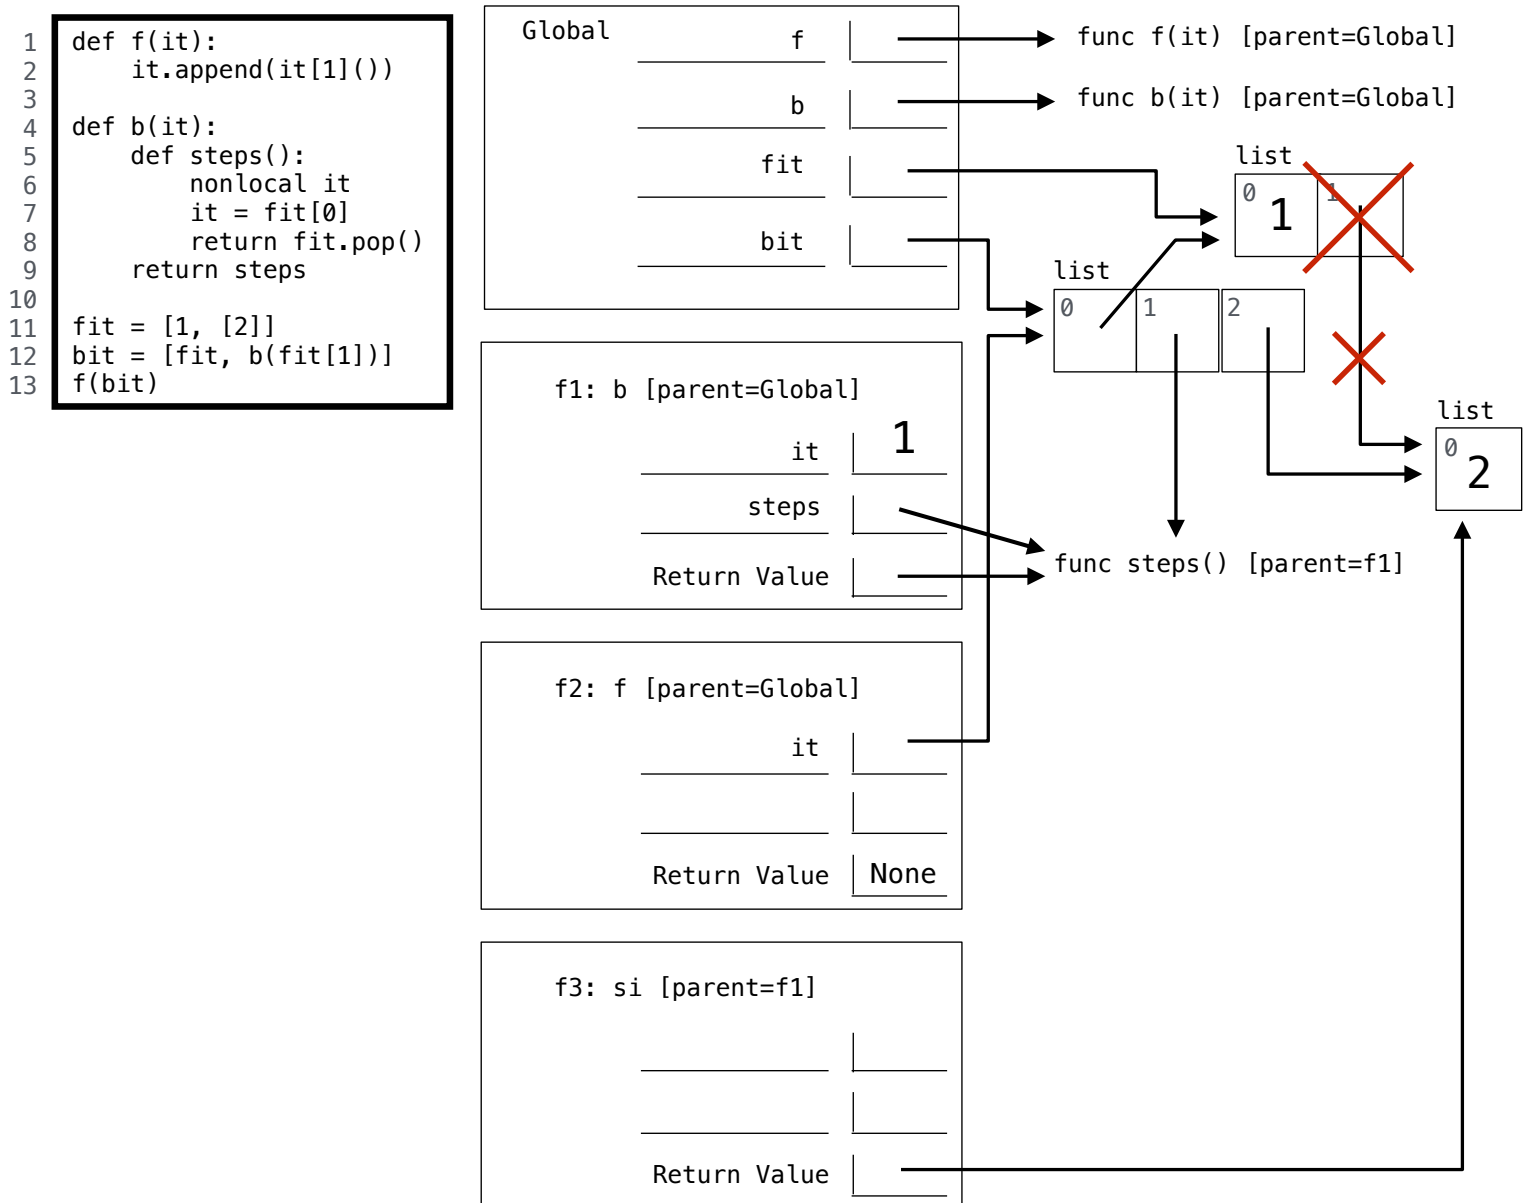 1 def f(it):
2     it.append(it[1]())
3
4 def b(it):
5     def steps():
6         nonlocal it
7         it = fit[0]
8         return fit.pop()
9     return steps
10
11 fit = [1, [2]]
12 bit = [fit, b(fit[1])]
13 f(bit)
Global
f
func f(it) [parent=Global]
b
func b(it) [parent=Global]
fit
list
0 1 1
bit
list
0 1 2
list
0 2
f1: b [parent=Global]
it 1
steps
Return Value
func steps() [parent=f1]
f2: f [parent=Global]
it
Return Value None
f3: si [parent=f1]
Return Value